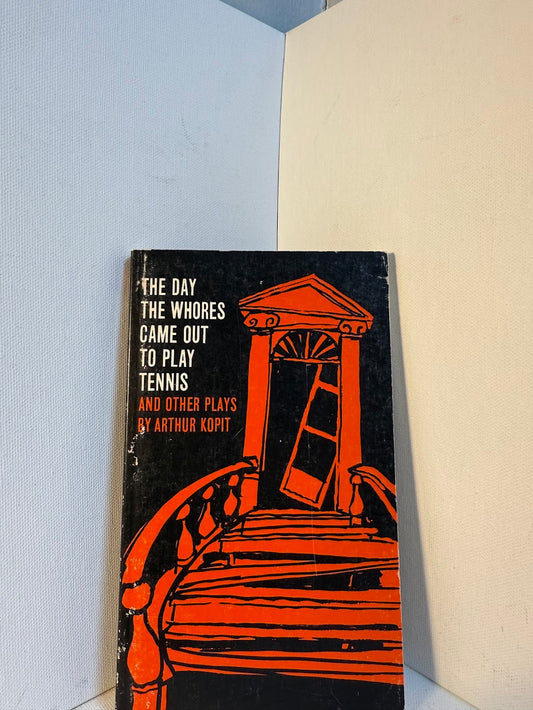 THE DAY
THE WHORES
CAME OUT
TO PLAY
TENNIS
AND OTHER PLAYS
BY ARTHUR KOPIT